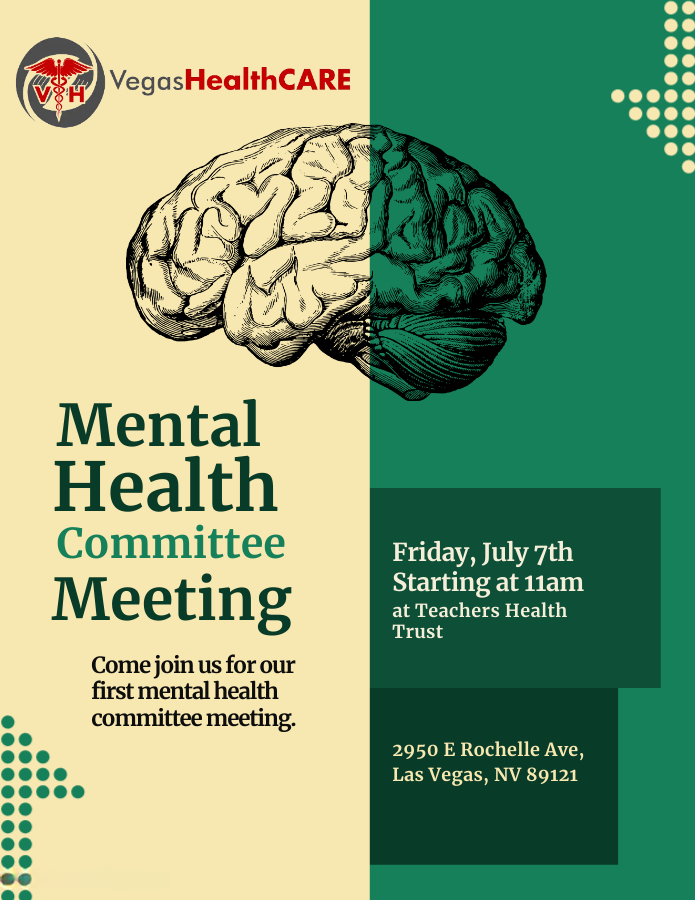 V H
VegasHealthCARE
Mental
Health
Committee
Meeting
Come join us for our
first mental health
committee meeting.
Friday, July 7th
Starting at 11am
at Teachers Health
Trust
2950 E Rochelle Ave,
Las Vegas, NV 89121